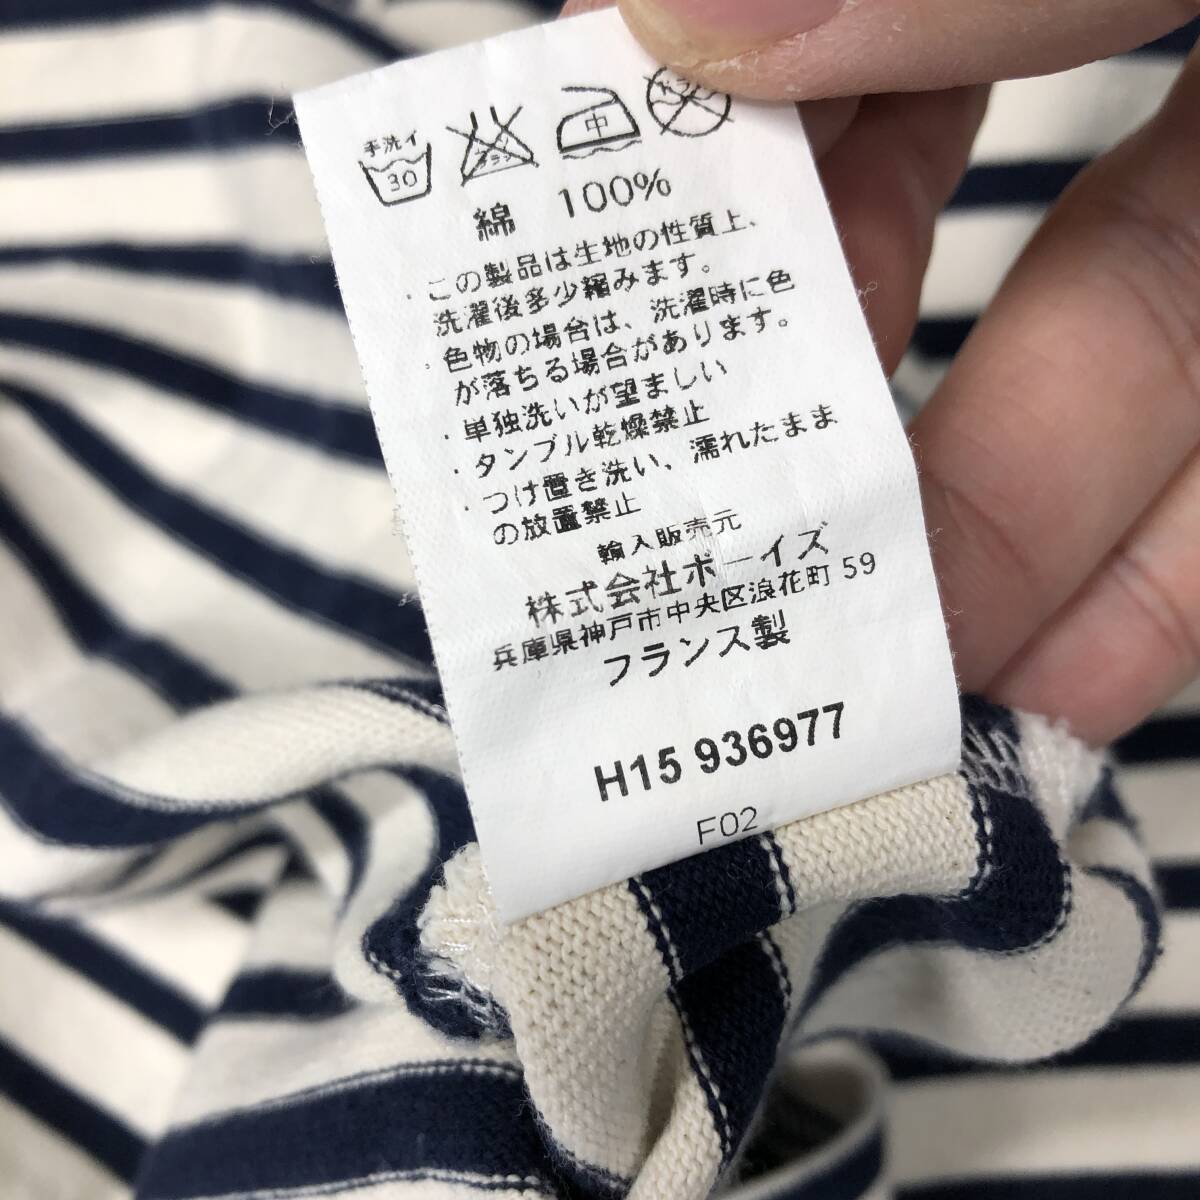 手洗イ
30
中
綿 100%
・この製品は生地の性質上、
洗濯後多少縮みます。
・色物の場合は、洗濯時に色
が落ちる場合があります。
・単独洗いが望ましい
・タンブル乾燥禁止
・つけ置き洗い、濡れたまま
の放置禁止
輸入販売元
株式会社ボーイズ
兵庫県神戸市中央区浪花町 59
フランス製
H15 936977
F02